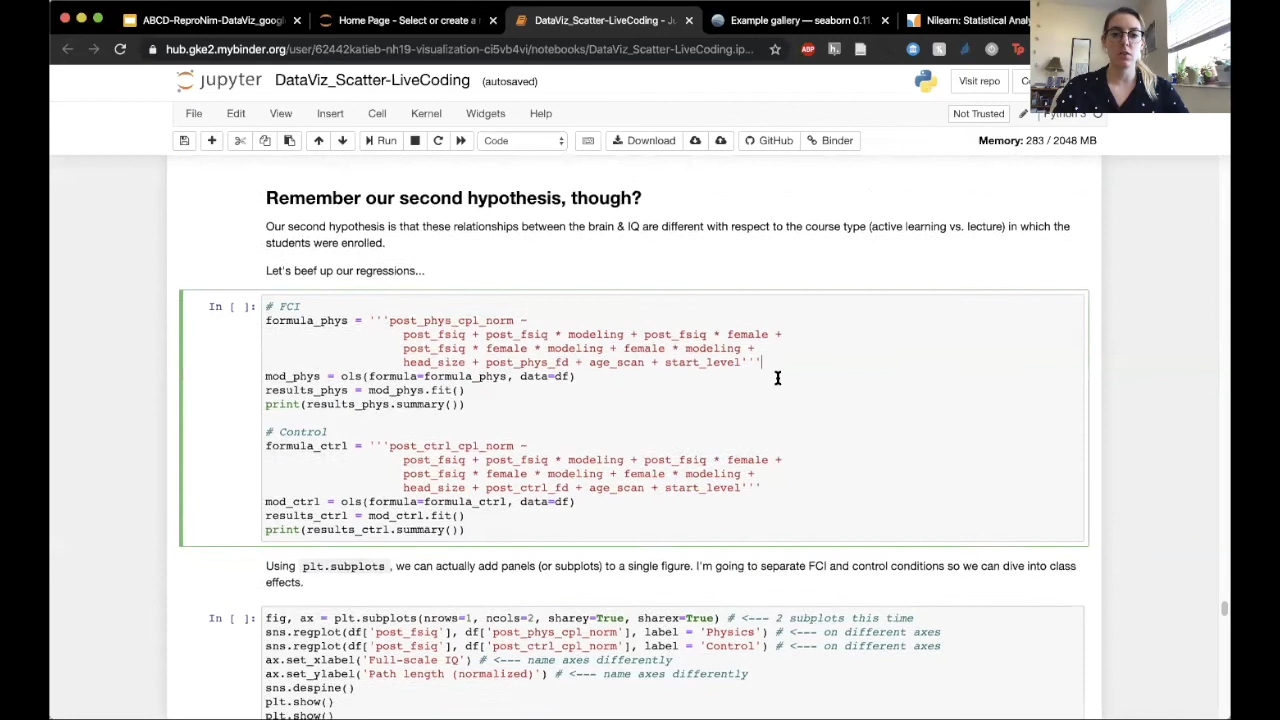 ABCD-ReproNim-DataViz_goog
Home Page - Select or create a
DataViz_Scatter-LiveCoding - Ju
Example gallery — seaborn 0.11.
Nilearn: Statistical Analy
hub.gke2.mybinder.org/user/62442katieb-nh19-visualization-ci5vb4vi/notebooks/DataViz_Scatter-LiveCoding.ip...
ABP
jupyter DataViz_Scatter-LiveCoding (autosaved)
Visit repo
File Edit View Insert Cell Kernel Widgets Help
Not Trusted
Python 3
Run
Code
Download
GitHub
Binder
Memory: 283 / 2048 MB
Remember our second hypothesis, though?
Our second hypothesis is that these relationships between the brain & IQ are different with respect to the course type (active learning vs. lecture) in which the
students were enrolled.
Let's beef up our regressions...
In [ ]:
# FCI
formula_phys = '''post_phys_cpl_norm ~
post_fsiq + post_fsiq * modeling + post_fsiq * female +
post_fsiq * female * modeling + female * modeling +
head_size + post_phys_fd + age_scan + start_level'''
mod_phys = ols(formula=formula_phys, data=df)
results_phys = mod_phys.fit()
print(results_phys.summary())
# Control
formula_ctrl = '''post_ctrl_cpl_norm ~
post_fsiq + post_fsiq * modeling + post_fsiq * female +
post_fsiq * female * modeling + female * modeling +
head_size + post_ctrl_fd + age_scan + start_level'''
mod_ctrl = ols(formula=formula_ctrl, data=df)
results_ctrl = mod_ctrl.fit()
print(results_ctrl.summary())
Using plt.subplots , we can actually add panels (or subplots) to a single figure. I'm going to separate FCI and control conditions so we can dive into class
effects.
In [ ]:
fig, ax = plt.subplots(nrows=1, ncols=2, sharey=True, sharex=True) # <--- 2 subplots this time
sns.regplot(df['post_fsiq'], df['post_phys_cpl_norm'], label = 'Physics') # <--- on different axes
sns.regplot(df['post_fsiq'], df['post_ctrl_cpl_norm'], label = 'Control') # <--- on different axes
ax.set_xlabel('Full-scale IQ') # <--- name axes differently
ax.set_ylabel('Path length (normalized)') # <--- name axes differently
sns.despine()
plt.show()
plt.show()